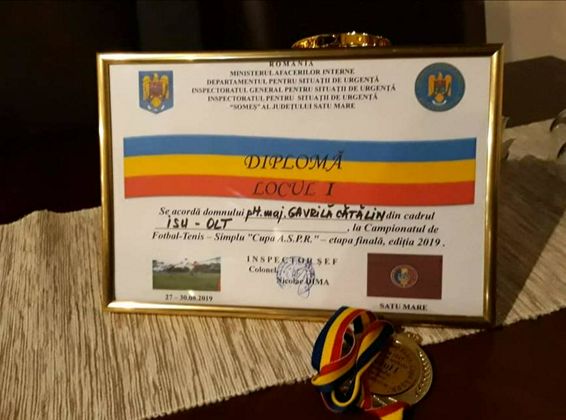 ROMANIA
MINISTERUL AFACERILOR INTERNE
DEPARTAMENTUL PENTRU SITUAȚII DE URGENȚĂ
INSPECTORATUL GENERAL PENTRU SITUAȚII DE URGENȚĂ
INSPECTORATUL PENTRU SITUAȚII DE URGENȚĂ
"SOMEȘ" AL JUDEȚULUI SATU MARE
DIPLOMĂ
LOCUL I
Se acordă domnului plt.maj. GAVRILĂ CĂTĂLIN din cadrul
ISU - OLT, la Campionatul de
Fotbal-Tenis – Simplu "Cupa A.S.P.R." – etapa finală, ediția 2019.
INSPECTOR ȘEF
Colonel
Nicolae DIMA
27 – 30.08.2019
SATU MARE